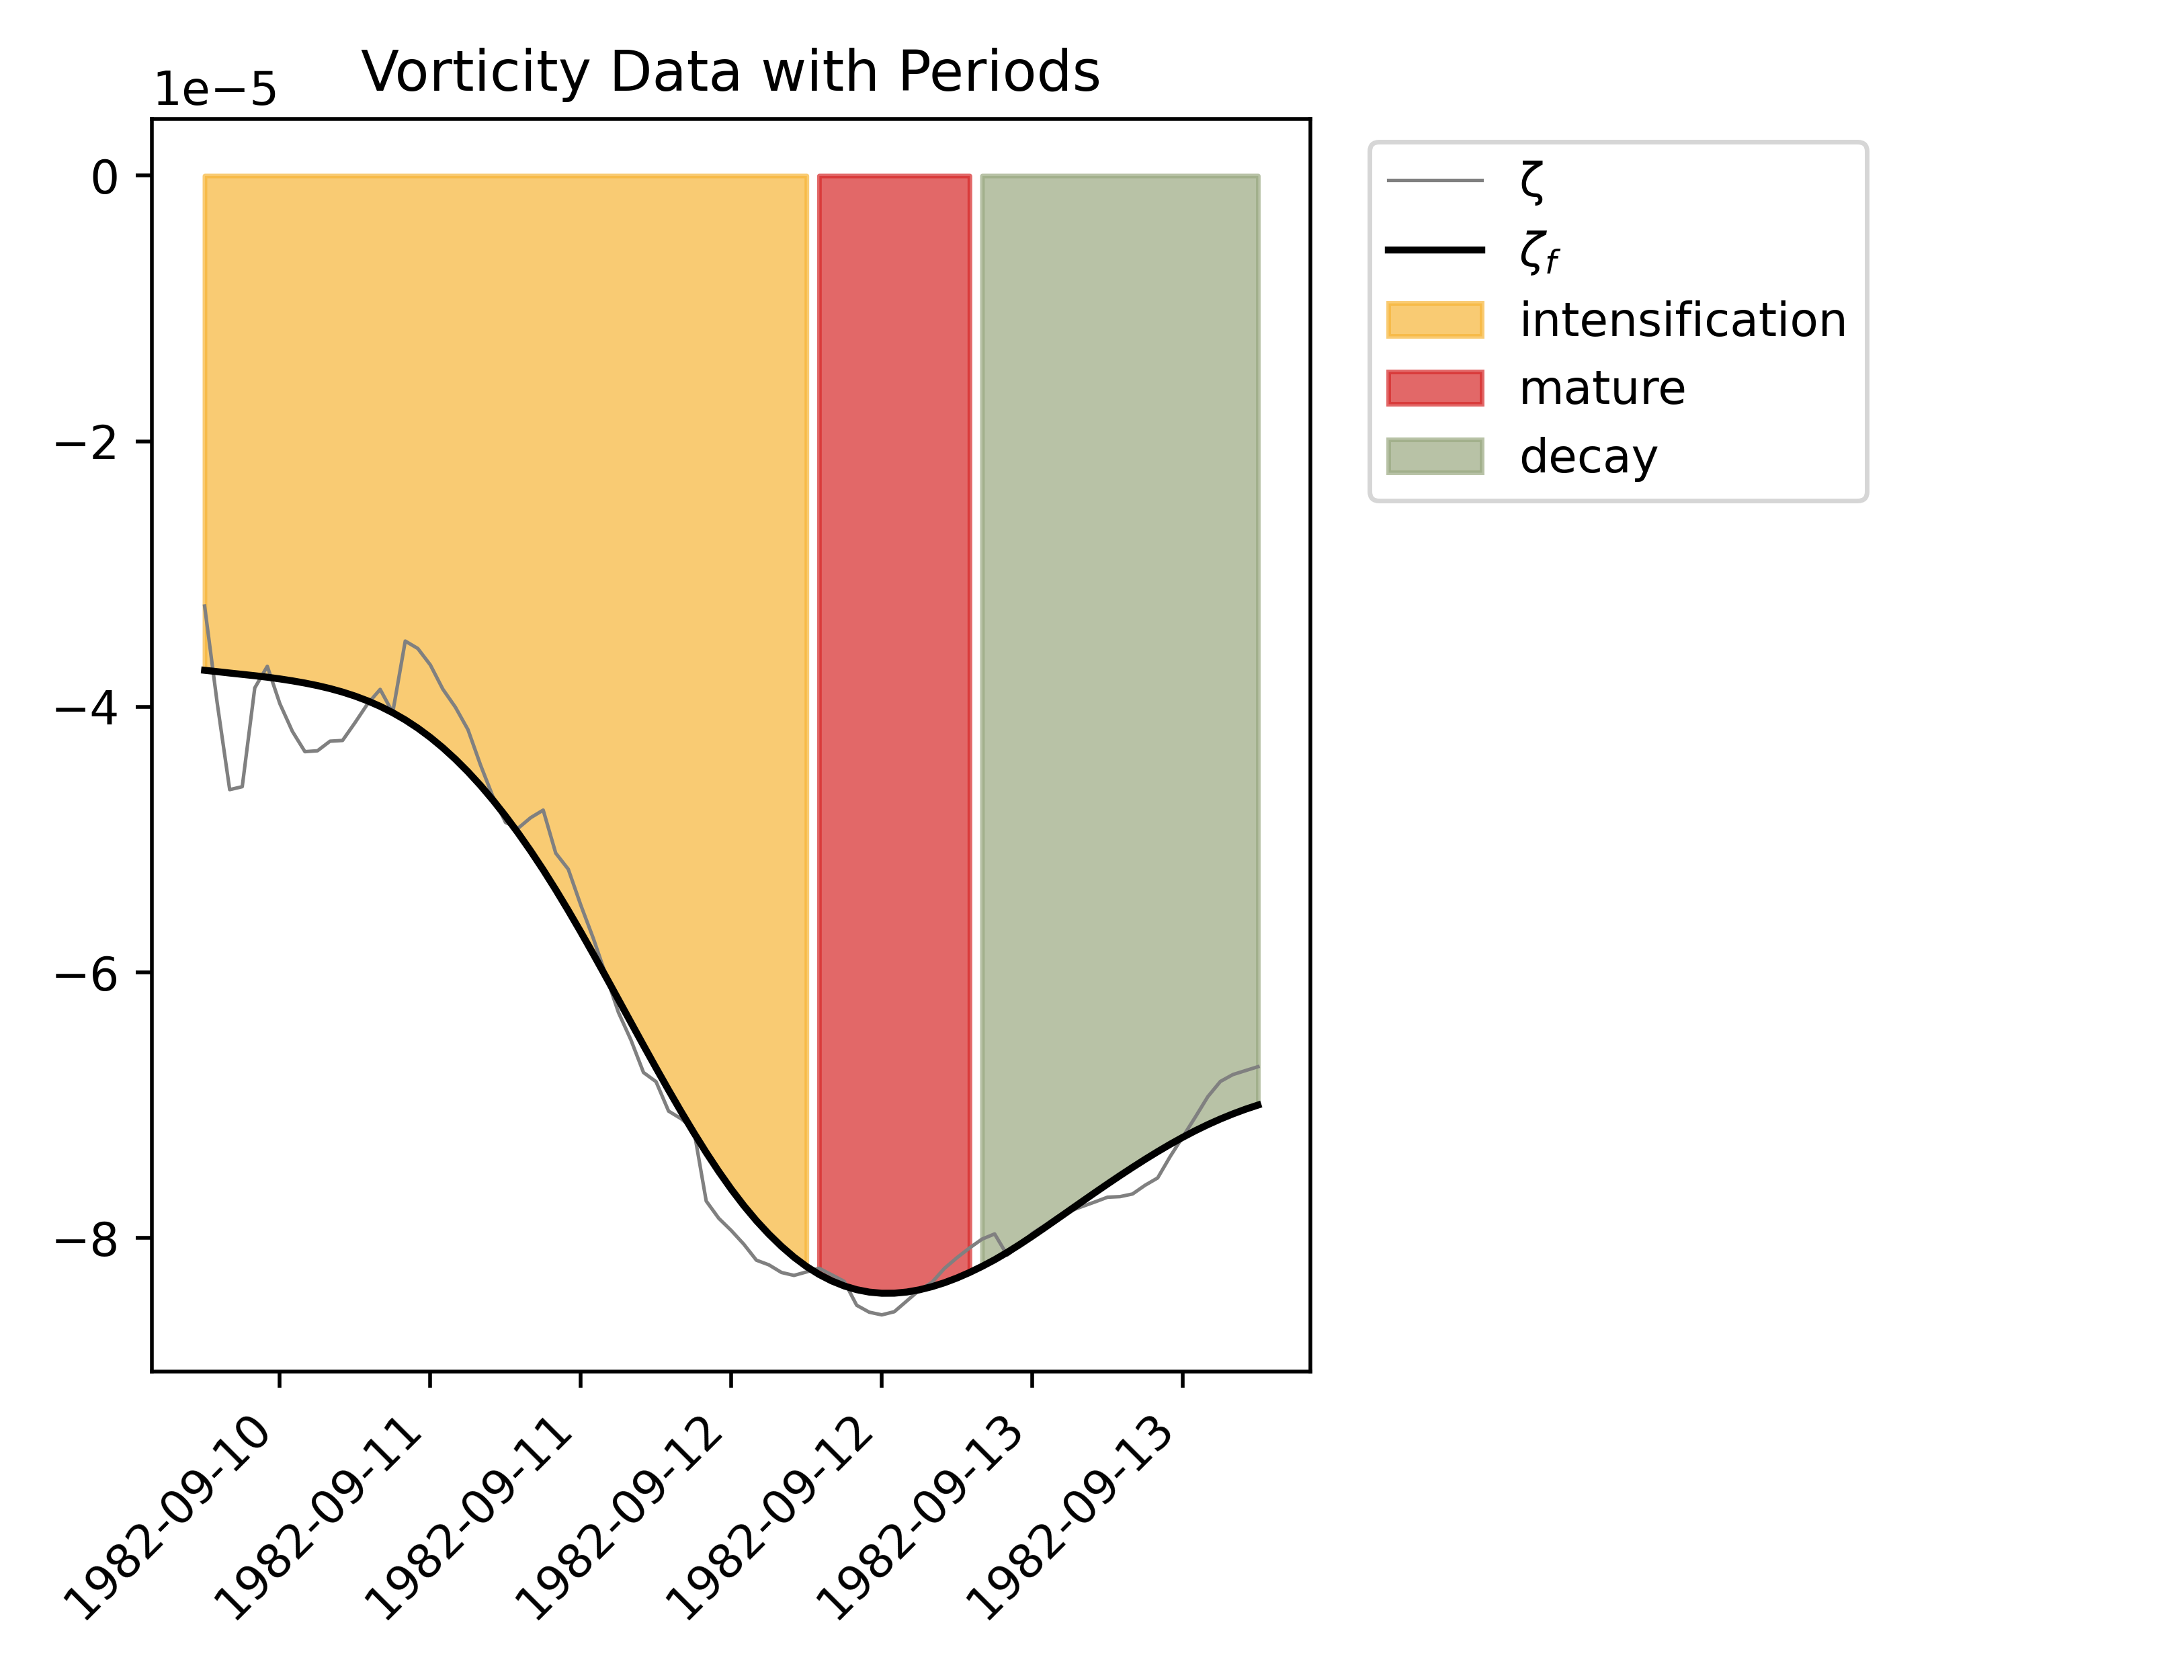 Vorticity Data with Periods
1e−5
0
−2
−4
−6
−8
1982-09-10
1982-09-11
1982-09-11
1982-09-12
1982-09-12
1982-09-13
1982-09-13
ζ
ζf
intensification
mature
decay